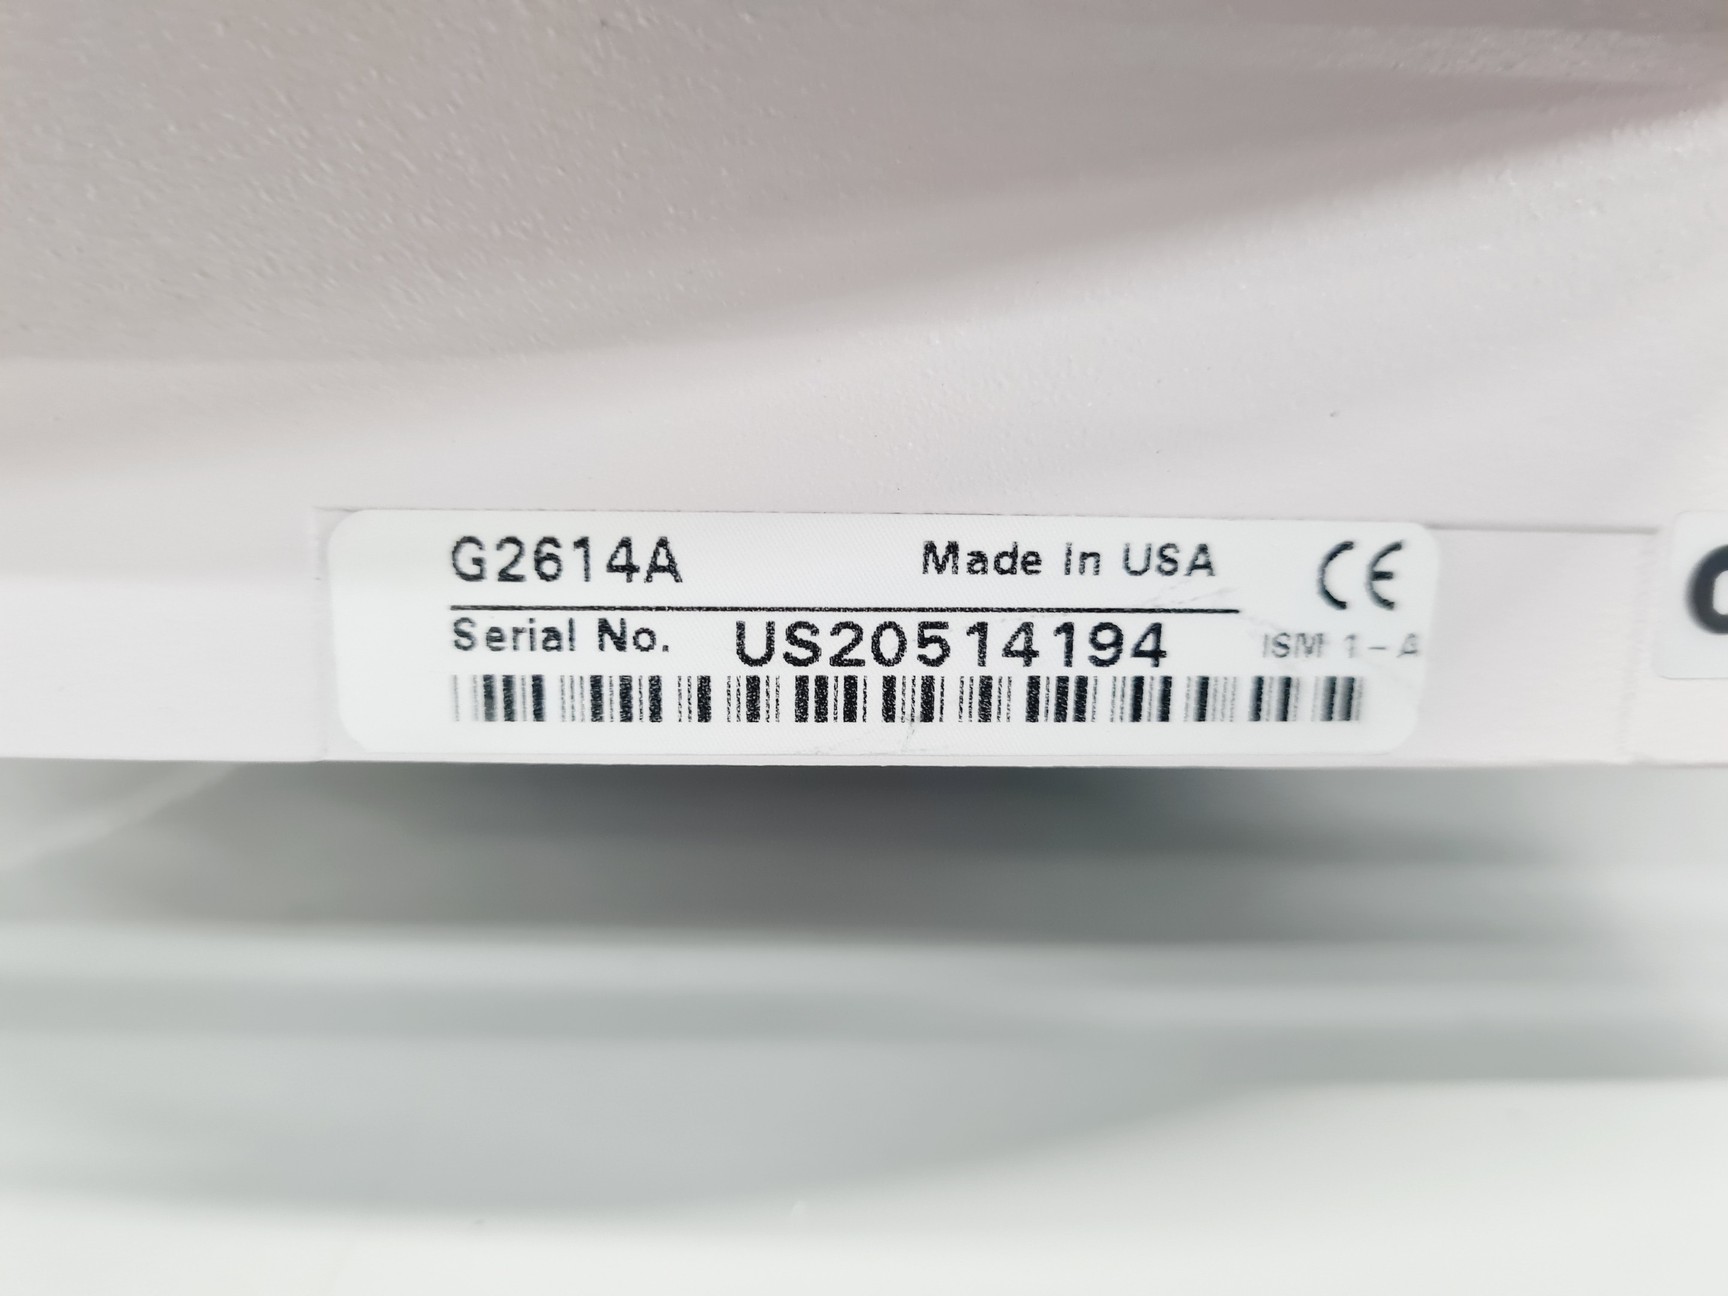 G2614A Made In USA CE
Serial No. US20514194 ISM 1-A